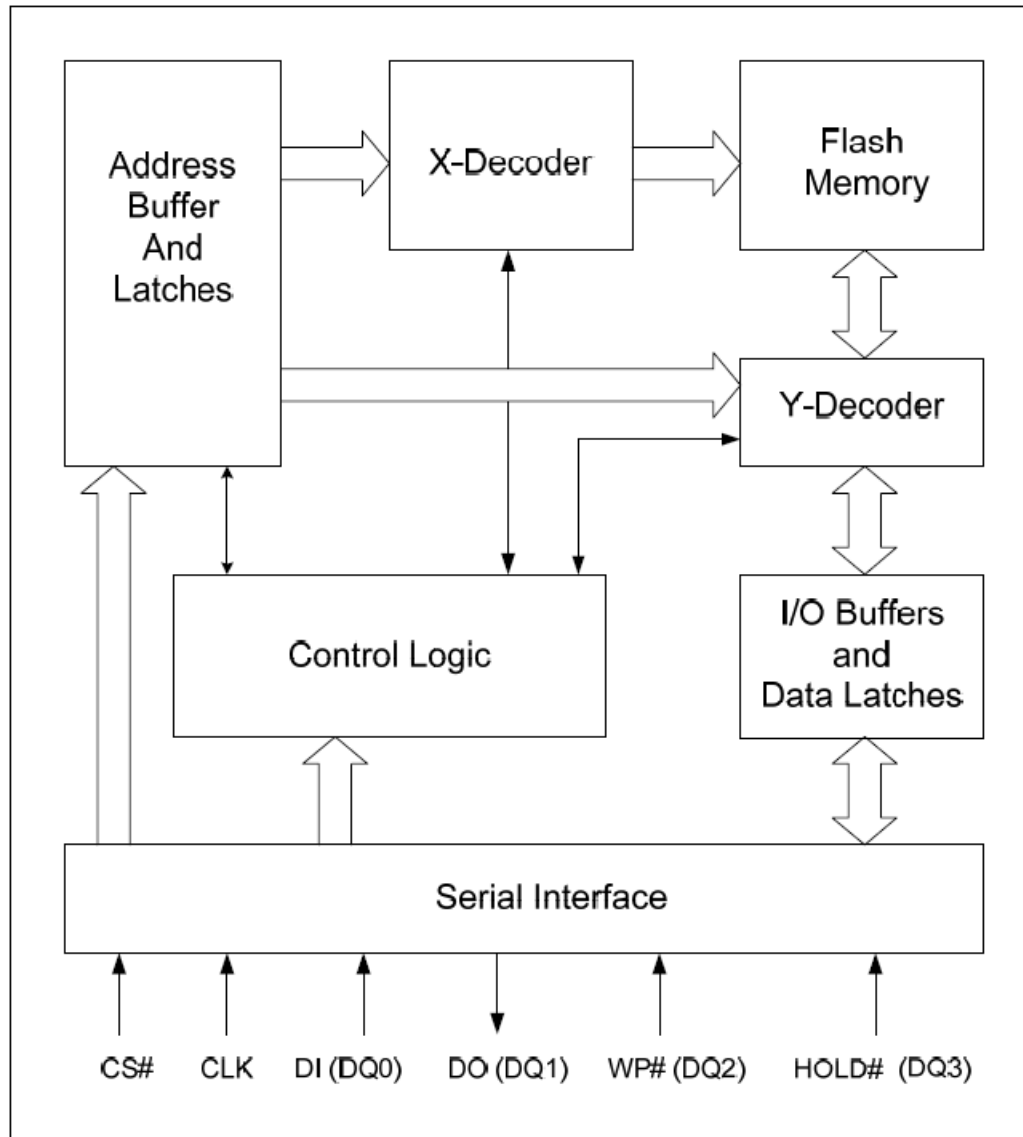 Address
Buffer
And
Latches
X-Decoder
Flash
Memory
Y-Decoder
Control Logic
I/O Buffers
and
Data Latches
Serial Interface
CS#
CLK
DI (DQ0)
DO (DQ1)
WP# (DQ2)
HOLD# (DQ3)